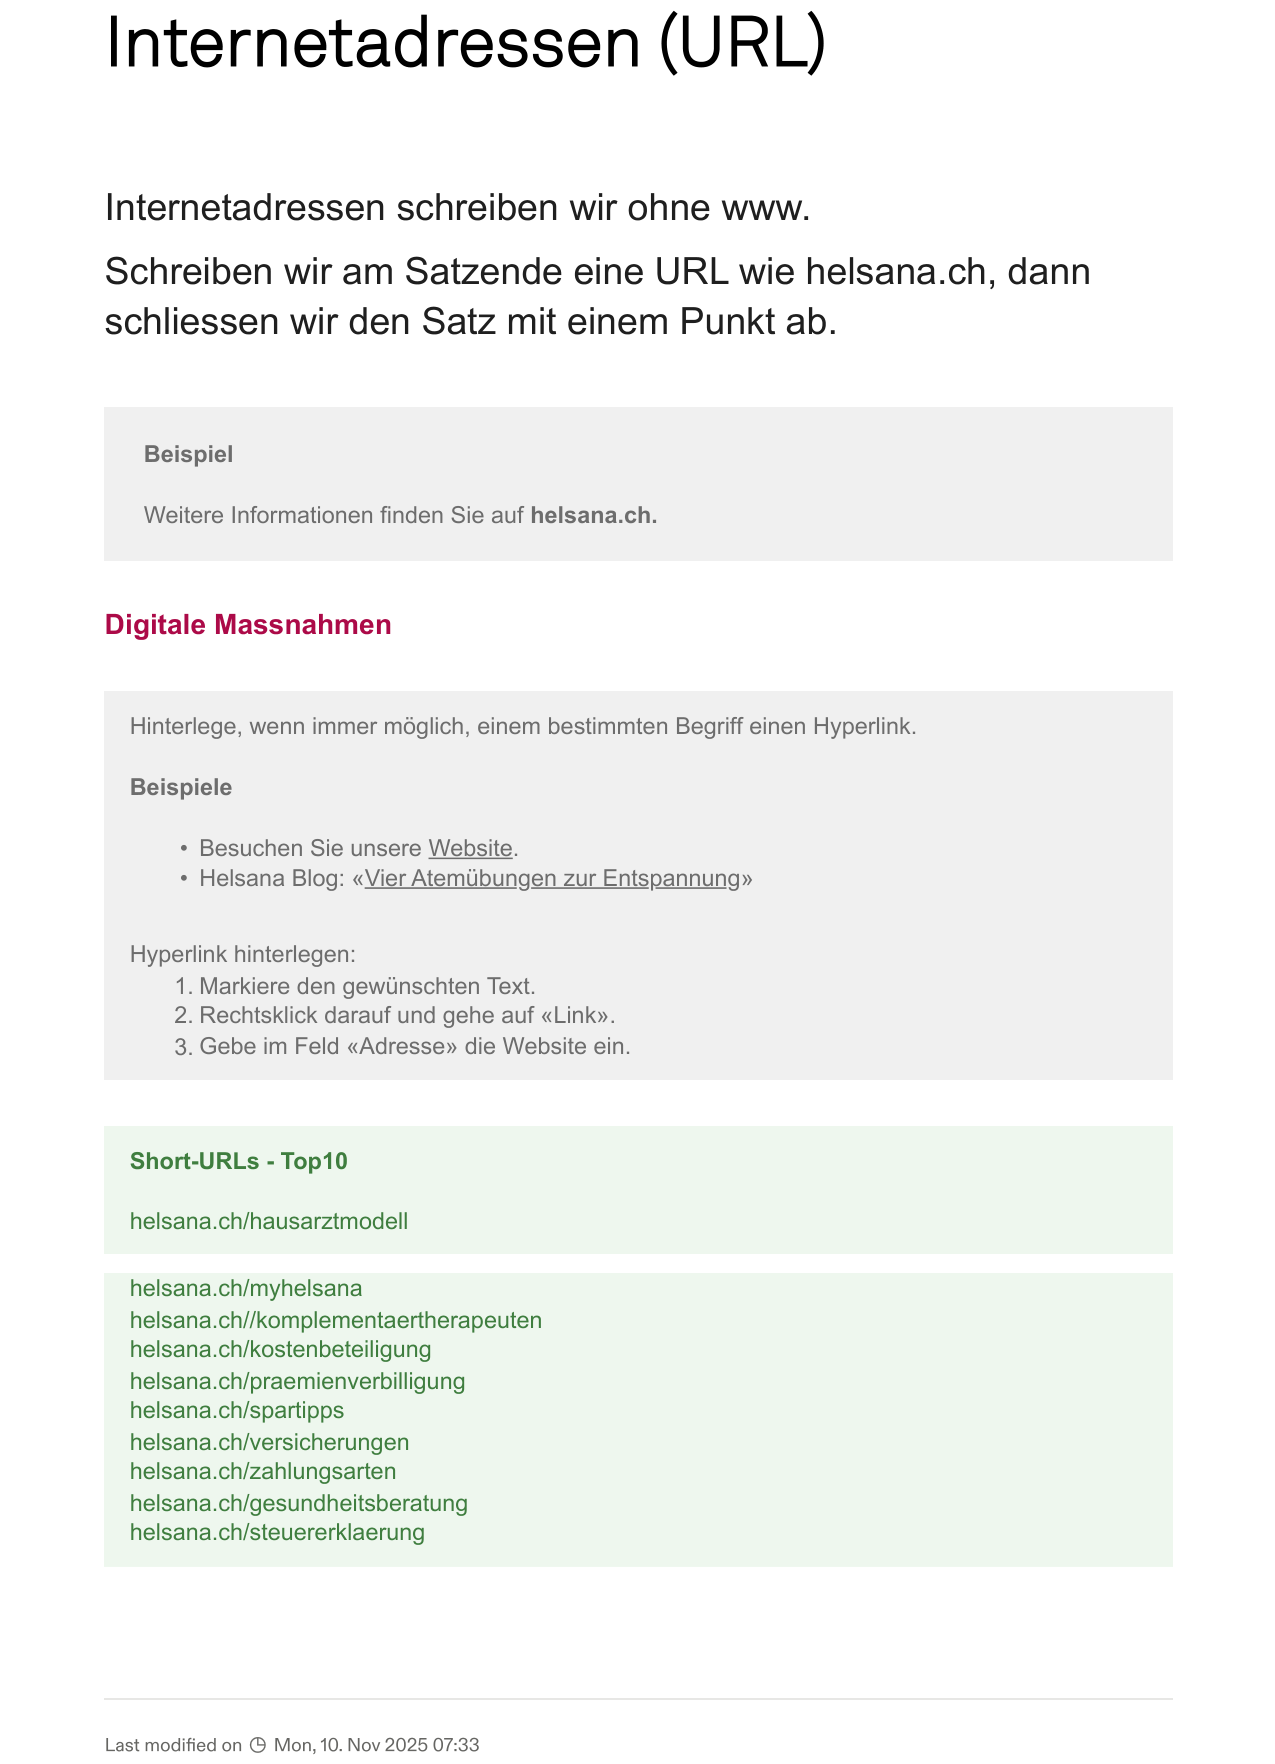 Internetadressen (URL)
Internetadressen schreiben wir ohne www.
Schreiben wir am Satzende eine URL wie helsana.ch, dann
schliessen wir den Satz mit einem Punkt ab.
Beispiel
Weitere Informationen finden Sie auf helsana.ch.
Digitale Massnahmen
Hinterlege, wenn immer möglich, einem bestimmten Begriff einen Hyperlink.
Beispiele
• Besuchen Sie unsere Website.
• Helsana Blog: «Vier Atemübungen zur Entspannung»
Hyperlink hinterlegen:
1. Markiere den gewünschten Text.
2. Rechtsklick darauf und gehe auf «Link».
3. Gebe im Feld «Adresse» die Website ein.
Short-URLs - Top10
helsana.ch/hausarztmodell
helsana.ch/myhelsana
helsana.ch//komplementaertherapeuten
helsana.ch/kostenbeteiligung
helsana.ch/praemienverbilligung
helsana.ch/spartipps
helsana.ch/versicherungen
helsana.ch/zahlungsarten
helsana.ch/gesundheitsberatung
helsana.ch/steuererklaerung
Last modified on Mon, 10. Nov 2025 07:33